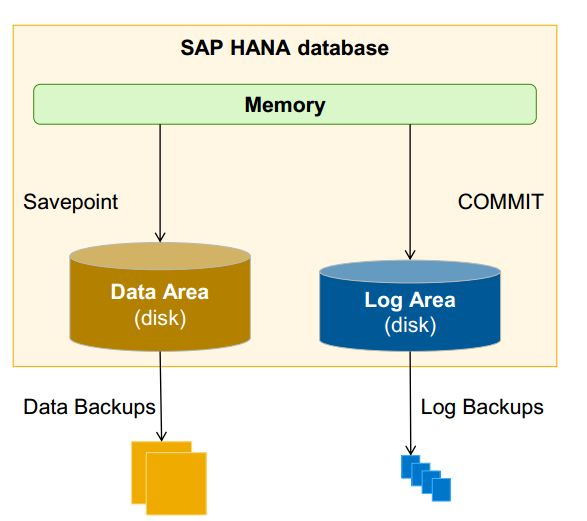 SAP HANA database
Memory
Savepoint
COMMIT
Data Area
(disk)
Log Area
(disk)
Data Backups
Log Backups